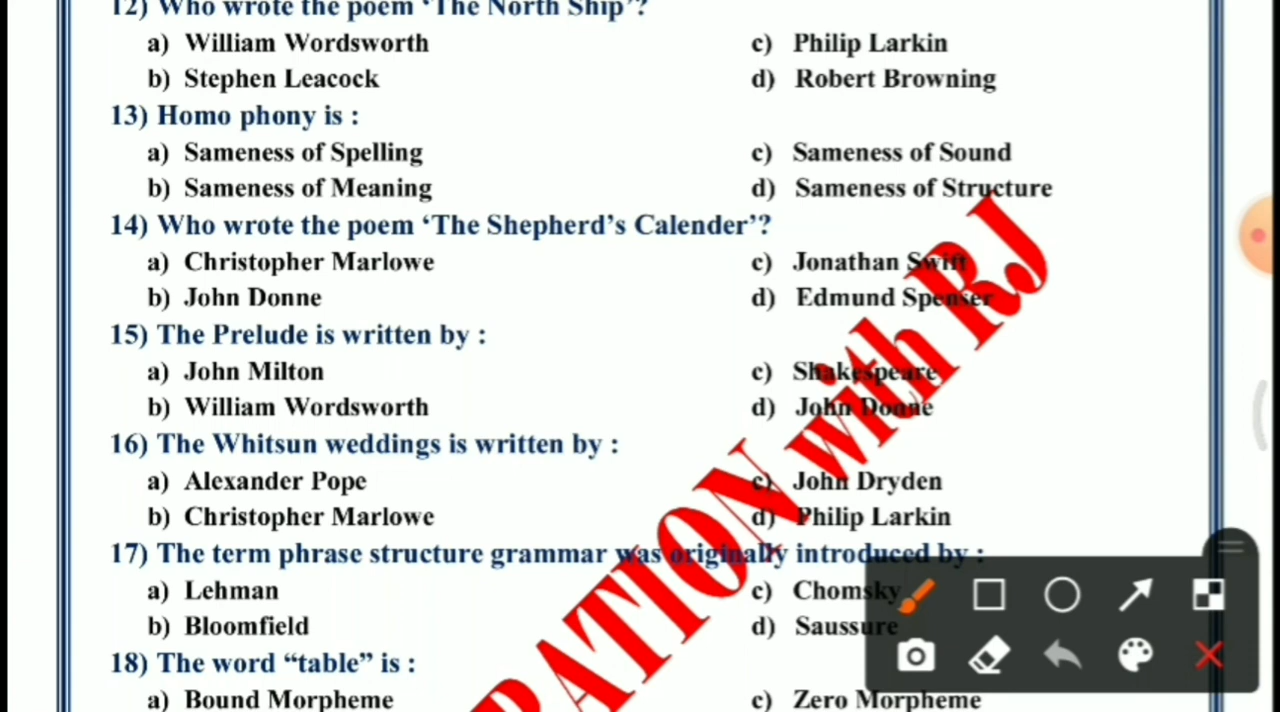 12) Who wrote the poem ‘The North Ship’?
a) William Wordsworth
c) Philip Larkin
b) Stephen Leacock
d) Robert Browning
13) Homo phony is :
a) Sameness of Spelling
c) Sameness of Sound
b) Sameness of Meaning
d) Sameness of Structure
14) Who wrote the poem ‘The Shepherd’s Calender’?
a) Christopher Marlowe
c) Jonathan Swift
b) John Donne
d) Edmund Spenser
15) The Prelude is written by :
a) John Milton
c) Shakespeare
b) William Wordsworth
d) John Donne
16) The Whitsun weddings is written by :
a) Alexander Pope
c) John Dryden
b) Christopher Marlowe
d) Philip Larkin
17) The term phrase structure grammar was originally introduced by :
a) Lehman
c) Chomsky
b) Bloomfield
d) Saussure
18) The word “table” is :
a) Bound Morpheme
c) Zero Morpheme
RATION with RJ